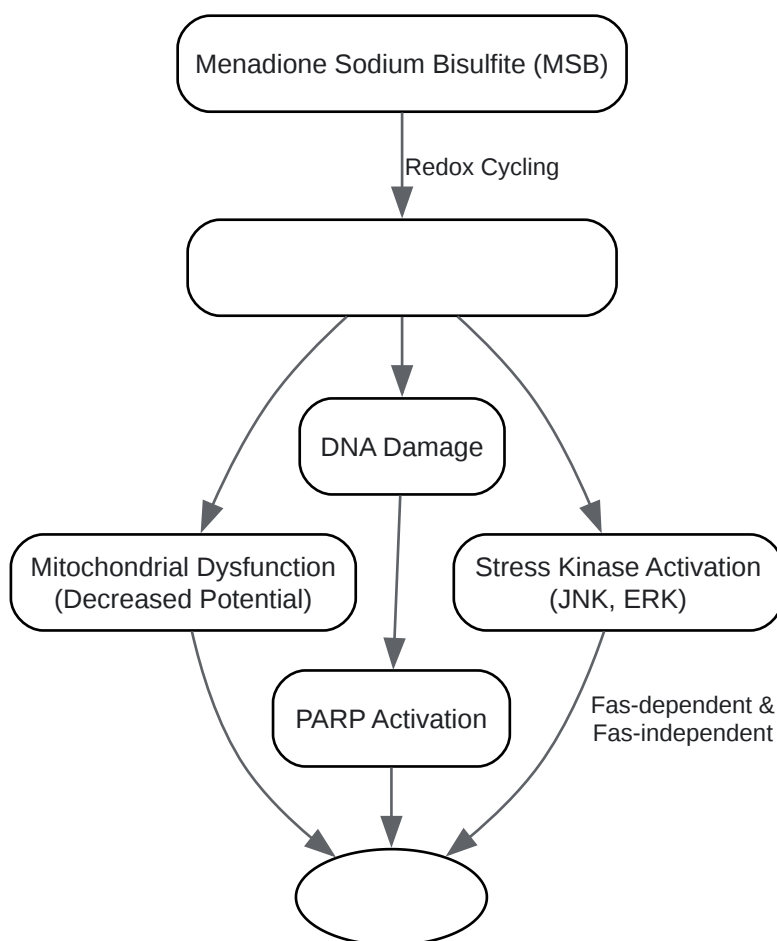 Menadione Sodium Bisulfite (MSB)
Redox Cycling
DNA Damage
Mitochondrial Dysfunction
(Decreased Potential)
Stress Kinase Activation
(JNK, ERK)
PARP Activation
Fas-dependent &
Fas-independent